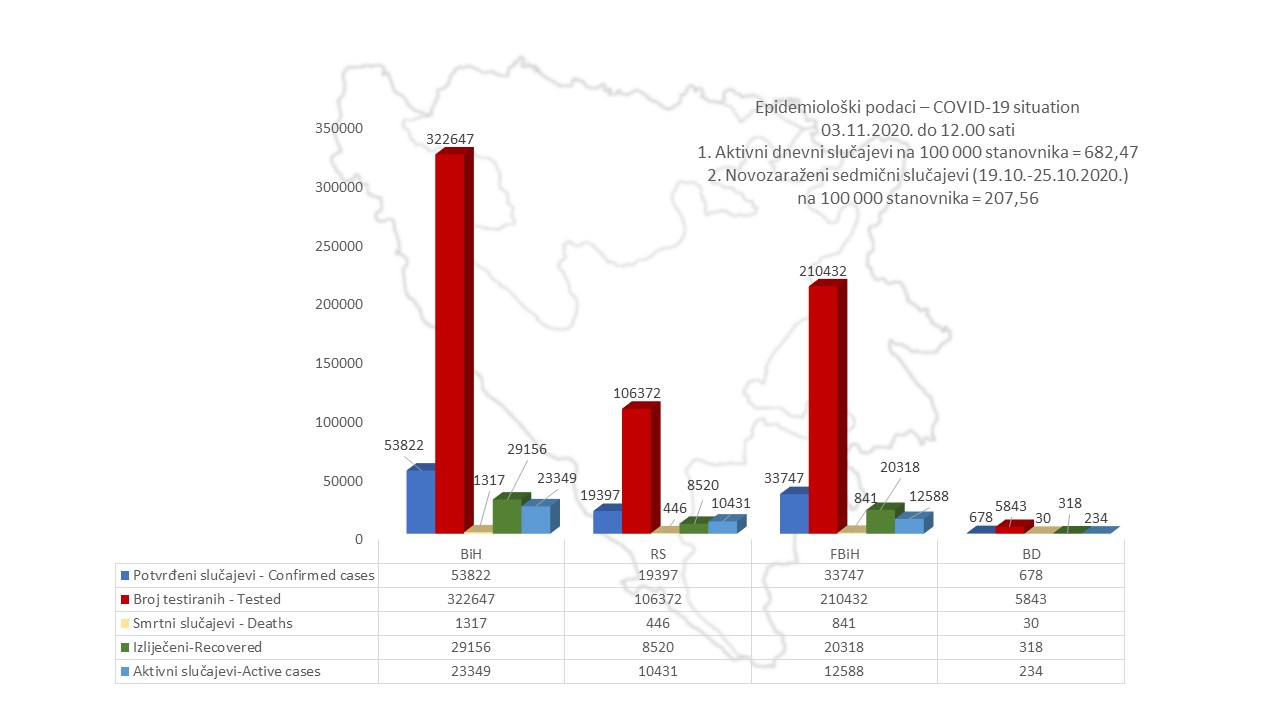 Epidemiološki podaci – COVID-19 situation
03.11.2020. do 12.00 sati
1. Aktivni dnevni slučajevi na 100 000 stanovnika = 682,47
2. Novozaraženi sedmični slučajevi (19.10.-25.10.2020.)
na 100 000 stanovnika = 207,56
350000
300000
250000
200000
150000
100000
50000
0
53822
322647
1317
29156
23349
19397
106372
446
8520
10431
33747
210432
841
20318
12588
678
5843
30
318
234
BiH RS FBiH BD
Potvrđeni slučajevi - Confirmed cases 53822 19397 33747 678
Broj testiranih - Tested 322647 106372 210432 5843
Smrtni slučajevi - Deaths 1317 446 841 30
Izliječeni-Recovered 29156 8520 20318 318
Aktivni slučajevi-Active cases 23349 10431 12588 234